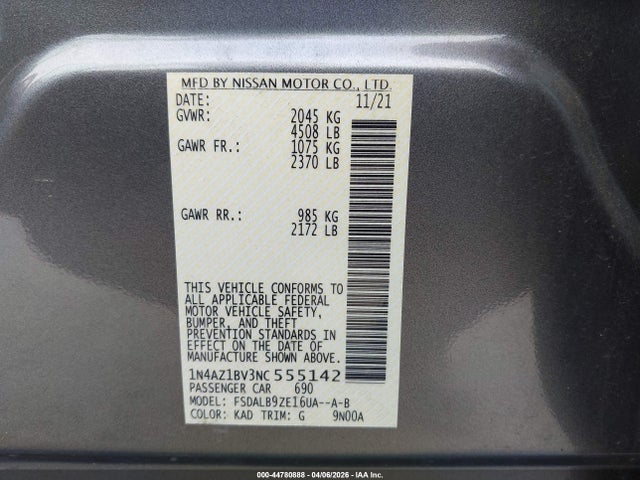 MFD BY NISSAN MOTOR CO., LTD.
DATE: 11/21
GVWR: 2045 KG
4508 LB
GAWR FR.: 1075 KG
2370 LB
GAWR RR.: 985 KG
2172 LB
THIS VEHICLE CONFORMS TO
ALL APPLICABLE FEDERAL
MOTOR VEHICLE SAFETY,
BUMPER, AND THEFT
PREVENTION STANDARDS IN
EFFECT ON THE DATE OF
MANUFACTURE SHOWN ABOVE.
1N4AZ1BV3NC555142
PASSENGER CAR 690
MODEL: FSDALB9ZE16UA--A-B
COLOR: KAD TRIM: G 9N00A
000-44780888 - 04/06/2026 - IAA Inc.